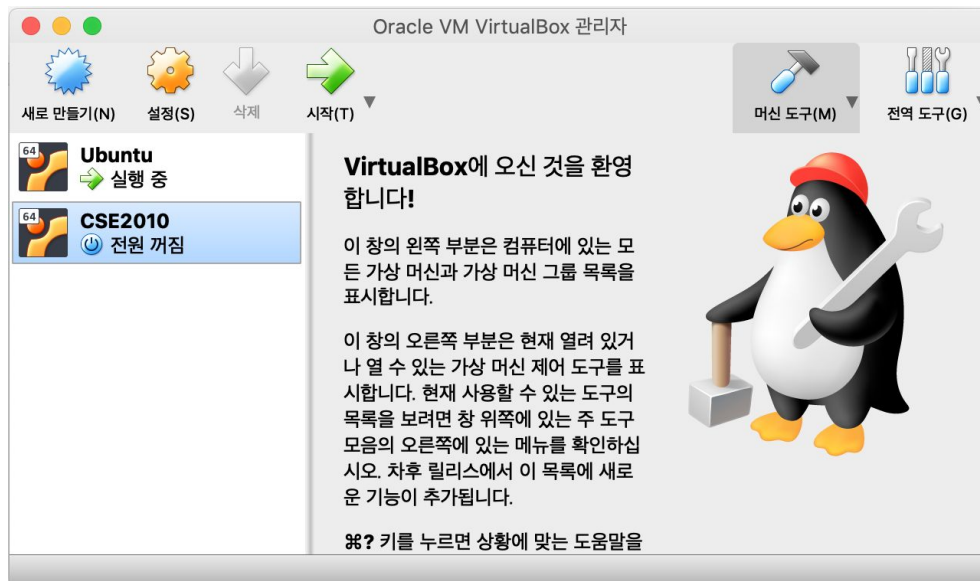 Oracle VM VirtualBox 관리자
새로 만들기(N) 설정(S) 삭제 시작(T) 머신 도구(M) 전역 도구(G)
64 Ubuntu
실행 중
64 CSE2010
전원 꺼짐
VirtualBox에 오신 것을 환영
합니다!
이 창의 왼쪽 부분은 컴퓨터에 있는 모
든 가상 머신과 가상 머신 그룹 목록을
표시합니다.
이 창의 오른쪽 부분은 현재 열려 있거
나 열 수 있는 가상 머신 제어 도구를 표
시합니다. 현재 사용할 수 있는 도구의
목록을 보려면 창 위쪽에 있는 주 도구
모음의 오른쪽에 있는 메뉴를 확인하십
시오. 차후 릴리스에서 이 목록에 새로
운 기능이 추가됩니다.
⌘? 키를 누르면 상황에 맞는 도움말을